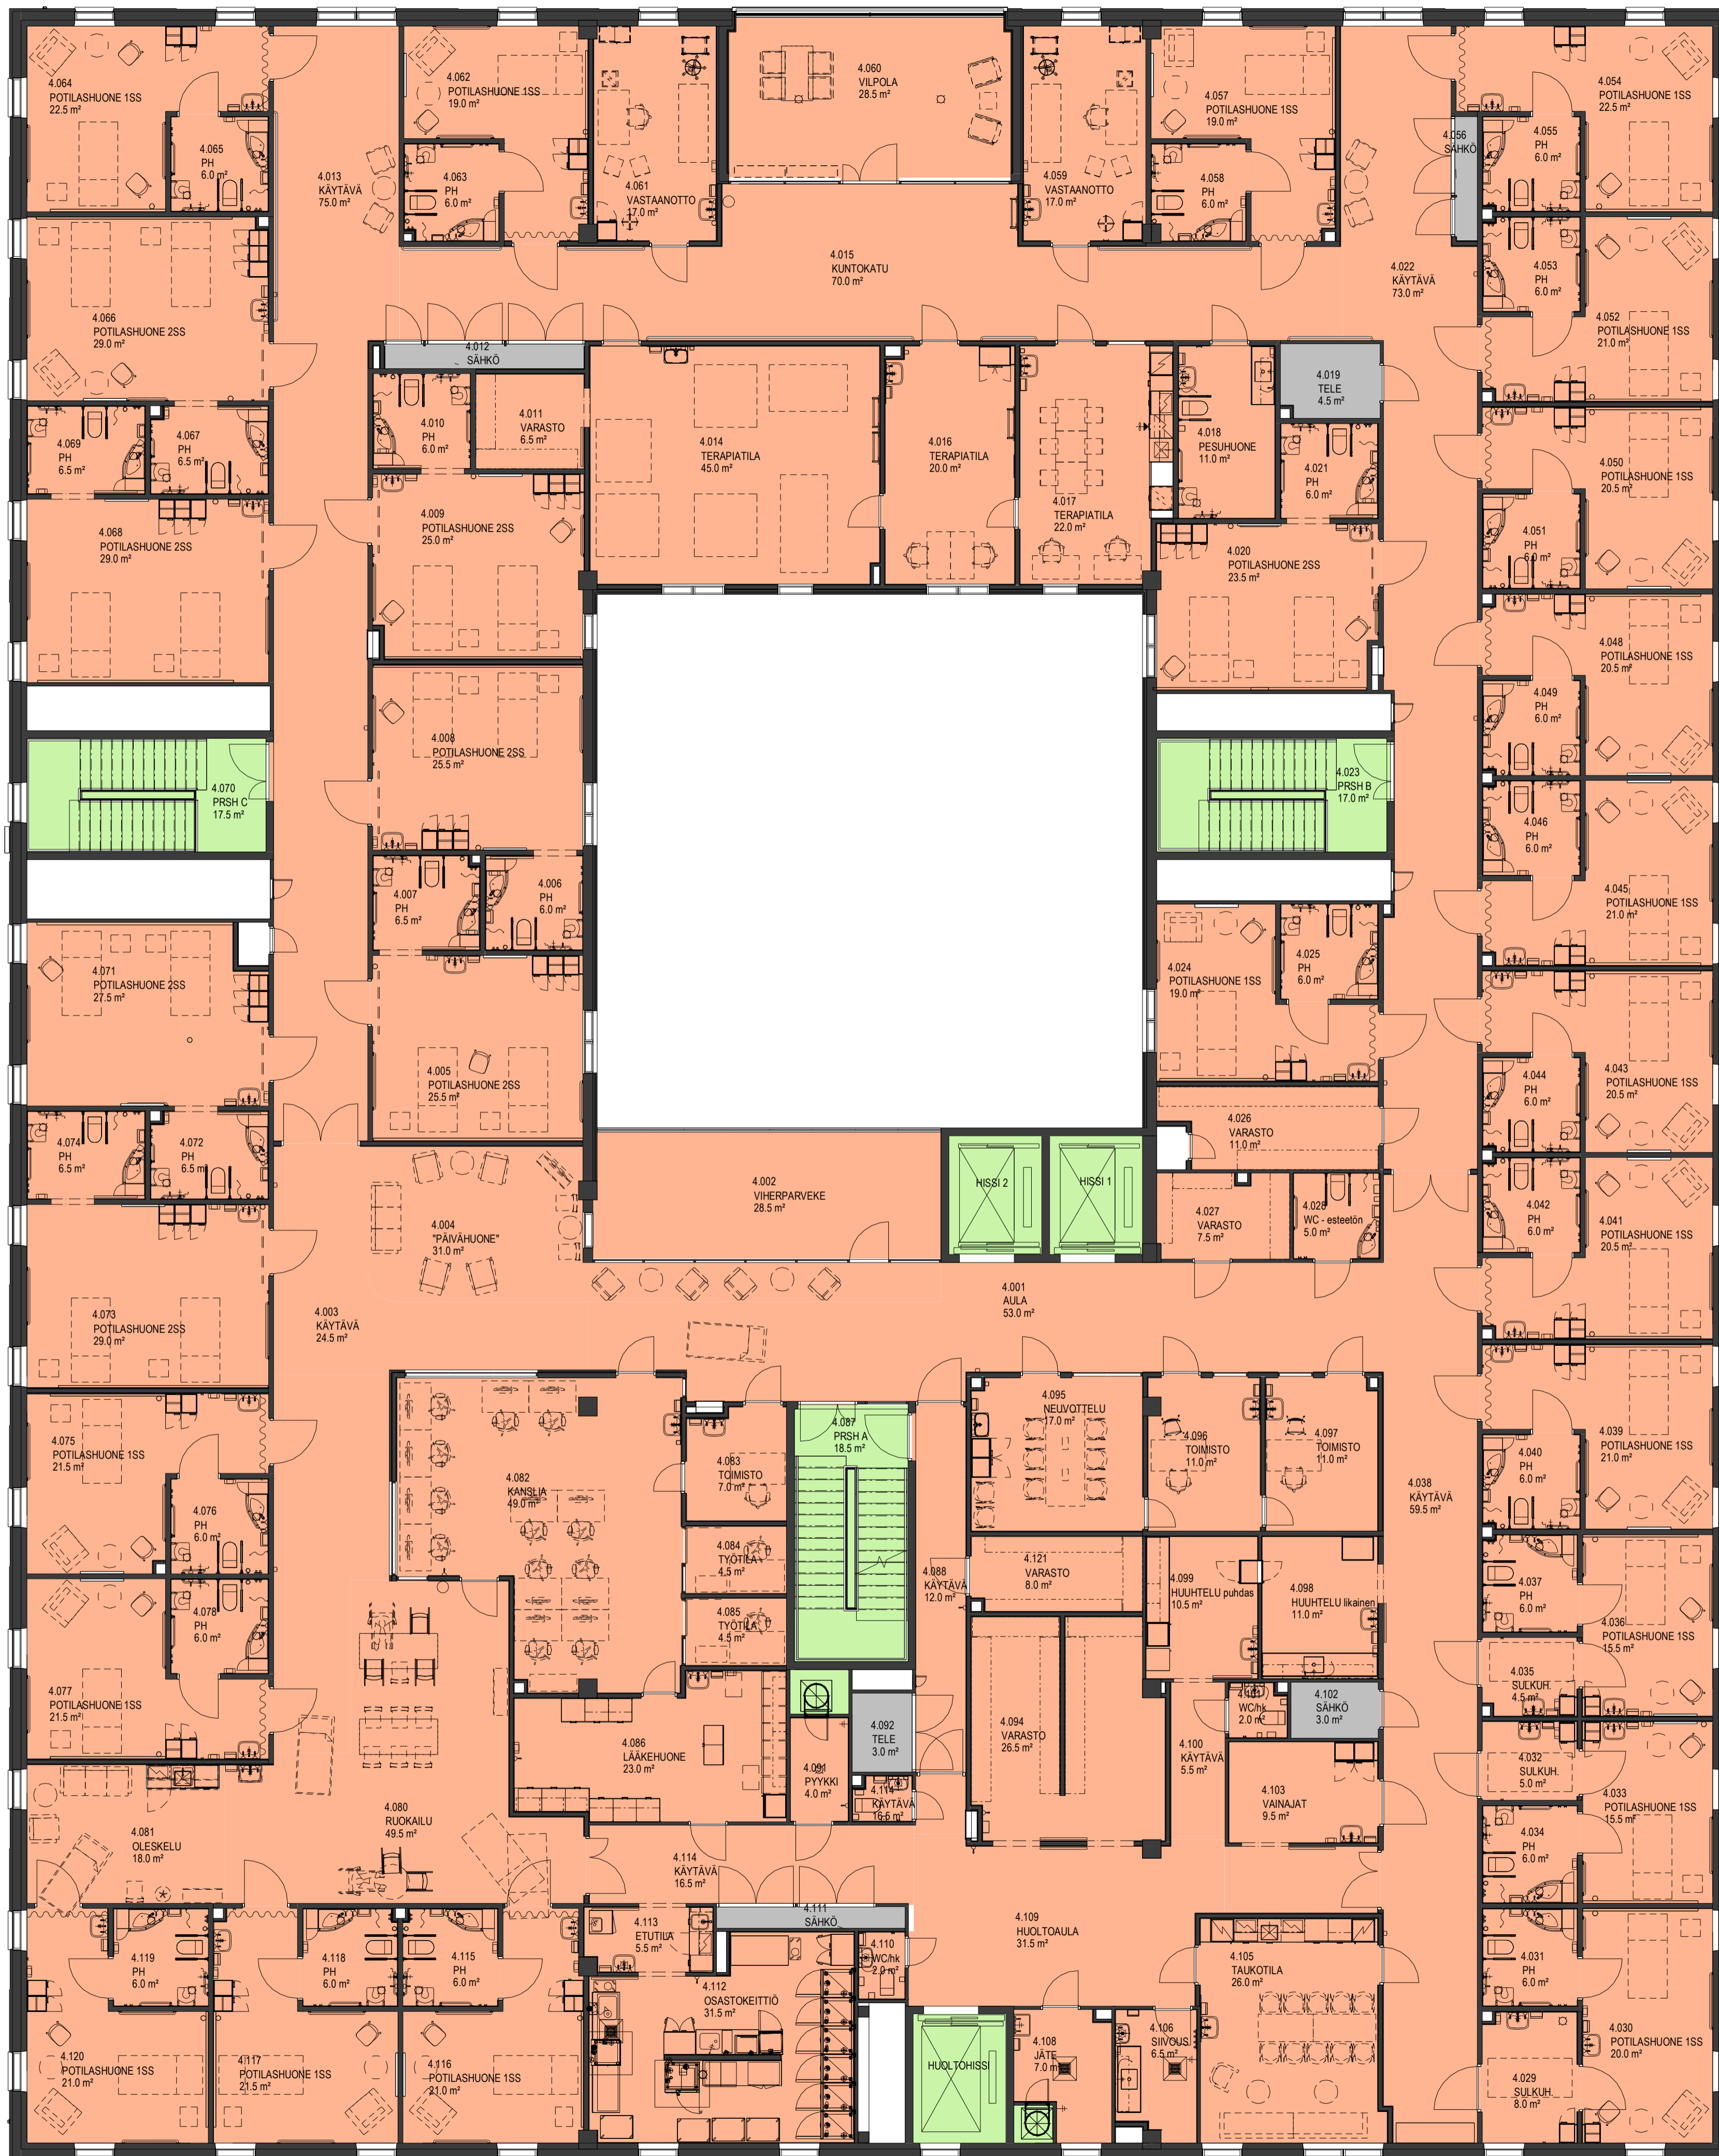 4.064
POTILASHUONE 1SS
22.5 m²
4.065
PH
6.0 m²
4.013
KÄYTÄVÄ
75.0 m²
4.062
POTILASHUONE 1SS
19.0 m²
4.063
PH
6.0 m²
4.061
VASTAANOTTO
17.0 m²
4.060
VILPOLA
28.5 m²
4.059
VASTAANOTTO
17.0 m²
4.057
POTILASHUONE 1SS
19.0 m²
4.058
PH
6.0 m²
4.056
SÄHKÖ
4.054
POTILASHUONE 1SS
22.5 m²
4.055
PH
6.0 m²
4.053
PH
6.0 m²
4.015
KUNTOKATU
70.0 m²
4.022
KÄYTÄVÄ
73.0 m²
4.052
POTILASHUONE 1SS
21.0 m²
4.066
POTILASHUONE 2SS
29.0 m²
4.012
SÄHKÖ
4.069
PH
6.5 m²
4.067
PH
6.5 m²
4.010
PH
6.0 m²
4.011
VARASTO
6.5 m²
4.014
TERAPIATILA
45.0 m²
4.016
TERAPIATILA
20.0 m²
4.017
TERAPIATILA
22.0 m²
4.018
PESUHUONE
11.0 m²
4.019
TELE
4.5 m²
4.021
PH
6.0 m²
4.050
POTILASHUONE 1SS
20.5 m²
4.051
PH
6.0 m²
4.068
POTILASHUONE 2SS
29.0 m²
4.009
POTILASHUONE 2SS
25.0 m²
4.020
POTILASHUONE 2SS
23.5 m²
4.048
POTILASHUONE 1SS
20.5 m²
4.049
PH
6.0 m²
4.008
POTILASHUONE 2SS
25.5 m²
4.070
PRSH C
17.5 m²
4.023
PRSH B
17.0 m²
4.046
PH
6.0 m²
4.045
POTILASHUONE 1SS
21.0 m²
4.007
PH
6.5 m²
4.006
PH
6.0 m²
4.071
POTILASHUONE 2SS
27.5 m²
4.024
POTILASHUONE 1SS
19.0 m²
4.025
PH
6.0 m²
4.005
POTILASHUONE 2SS
25.5 m²
4.044
PH
6.0 m²
4.043
POTILASHUONE 1SS
20.5 m²
4.074
PH
6.5 m²
4.072
PH
6.5 m²
4.026
VARASTO
11.0 m²
4.002
VIHERPARVEKE
28.5 m²
HISSI 2
HISSI 1
4.027
VARASTO
7.5 m²
4.028
WC - esteetön
5.0 m²
4.042
PH
6.0 m²
4.041
POTILASHUONE 1SS
20.5 m²
4.004
"PÄIVÄHUONE"
31.0 m²
4.073
POTILASHUONE 2SS
29.0 m²
4.003
KÄYTÄVÄ
24.5 m²
4.001
AULA
53.0 m²
4.075
POTILASHUONE 1SS
21.5 m²
4.076
PH
6.0 m²
4.082
KANSLIA
49.0 m²
4.083
TOIMISTO
7.0 m²
4.087
PRSH A
18.5 m²
4.095
NEUVOTTELU
17.0 m²
4.096
TOIMISTO
11.0 m²
4.097
TOIMISTO
11.0 m²
4.038
KÄYTÄVÄ
59.5 m²
4.040
PH
6.0 m²
4.039
POTILASHUONE 1SS
21.0 m²
4.084
TYÖTILA
4.5 m²
4.085
TYÖTILA
4.5 m²
4.088
KÄYTÄVÄ
12.0 m²
4.121
VARASTO
8.0 m²
4.099
HUUHTELU puhdas
10.5 m²
4.098
HUUHTELU likainen
11.0 m²
4.037
PH
6.0 m²
4.036
POTILASHUONE 1SS
15.5 m²
4.078
PH
6.0 m²
4.077
POTILASHUONE 1SS
21.5 m²
4.035
SULKUH.
4.5 m²
4.086
LÄÄKEHUONE
23.0 m²
4.091
PYYKKI
4.0 m²
4.092
TELE
3.0 m²
4.114
KÄYTÄVÄ
16.5 m²
4.094
VARASTO
26.5 m²
4.100
KÄYTÄVÄ
5.5 m²
4.101
WC/hk
2.0 m²
4.102
SÄHKÖ
3.0 m²
4.103
VAINAJAT
9.5 m²
4.032
SULKUH.
5.0 m²
4.033
POTILASHUONE 1SS
15.5 m²
4.034
PH
6.0 m²
4.081
OLESKELU
18.0 m²
4.080
RUOKAILU
49.5 m²
4.114
KÄYTÄVÄ
16.5 m²
4.111
SÄHKÖ
4.113
ETUTILA
5.5 m²
4.110
WC/hk
2.0 m²
4.109
HUOLTOAULA
31.5 m²
4.105
TAUKOTILA
26.0 m²
4.031
PH
6.0 m²
4.030
POTILASHUONE 1SS
20.0 m²
4.119
PH
6.0 m²
4.118
PH
6.0 m²
4.115
PH
6.0 m²
4.112
OSASTOKEITTIÖ
31.5 m²
4.120
POTILASHUONE 1SS
21.0 m²
4.117
POTILASHUONE 1SS
21.5 m²
4.116
POTILASHUONE 1SS
21.0 m²
HUOLTOHISSI
4.108
JÄTE
7.0 m²
4.106
SIIVOUS
6.5 m²
4.029
SULKUH.
8.0 m²